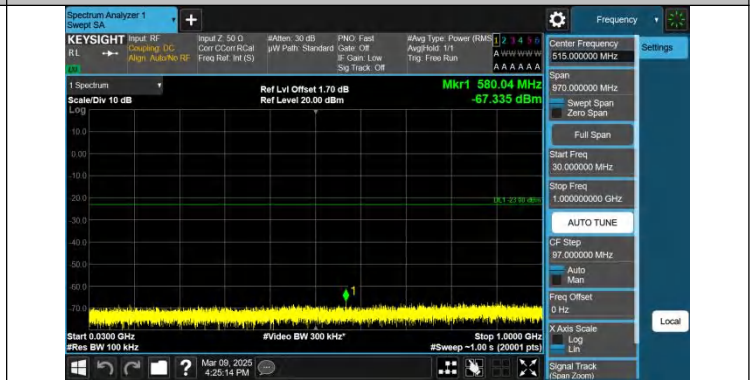 Spectrum Analyzer 1
Swept SA
+
Frequency
KEYSIGHT
RL
Input: RF
Coupling: DC
Align: Auto/No RF
Input Z: 50 Ω
Corr CCorr RCal
Freq Ref: Int (S)
#Atten: 30 dB
µW Path: Standard
PNO: Fast
Gate: Off
IF Gain: Low
Sig Track: Off
#Avg Type: Power (RMS)
Avg|Hold: 1/1
Trig: Free Run
1 2 3 4 5 6
A W W W W W
A A A A A A
1 Spectrum
Scale/Div 10 dB
Log
Ref Lvl Offset 1.70 dB
Ref Level 20.00 dBm
Mkr1 580.04 MHz
-67.335 dBm
10.0
0.00
-10.0
-20.0
-30.0
-40.0
-50.0
-60.0
-70.0
DL1 -23.00 dBm
1
Start 0.0300 GHz
#Res BW 100 kHz
#Video BW 300 kHz*
Stop 1.0000 GHz
#Sweep ~1.00 s (20001 pts)
Mar 09, 2025
4:25:14 PM
?
Center Frequency
515.000000 MHz
Settings
Span
970.000000 MHz
Swept Span
Zero Span
Full Span
Start Freq
30.000000 MHz
Stop Freq
1.000000000 GHz
AUTO TUNE
CF Step
97.000000 MHz
Auto
Man
Freq Offset
0 Hz
Local
X Axis Scale
Log
Lin
Signal Track
(Span Zoom)